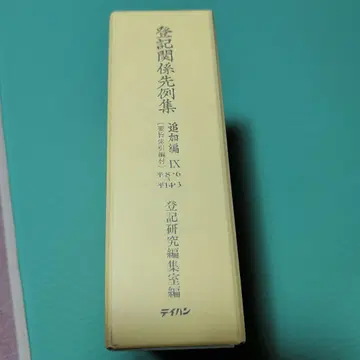 登記関係先例集
追加編 IX
〔要旨索引編付〕
平8・6
〜
平14・3
登記研究編集室編
テイハン